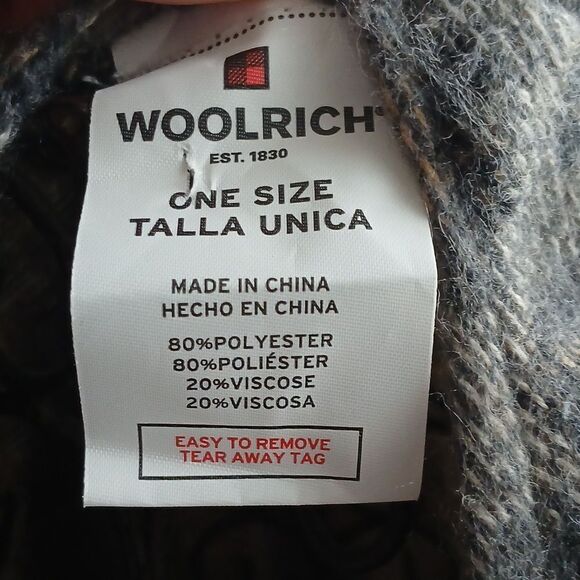 WOOLRICH®
EST. 1830
ONE SIZE
TALLA UNICA
MADE IN CHINA
HECHO EN CHINA
80%POLYESTER
80%POLIÉSTER
20%VISCOSE
20%VISCOSA
EASY TO REMOVE
TEAR AWAY TAG